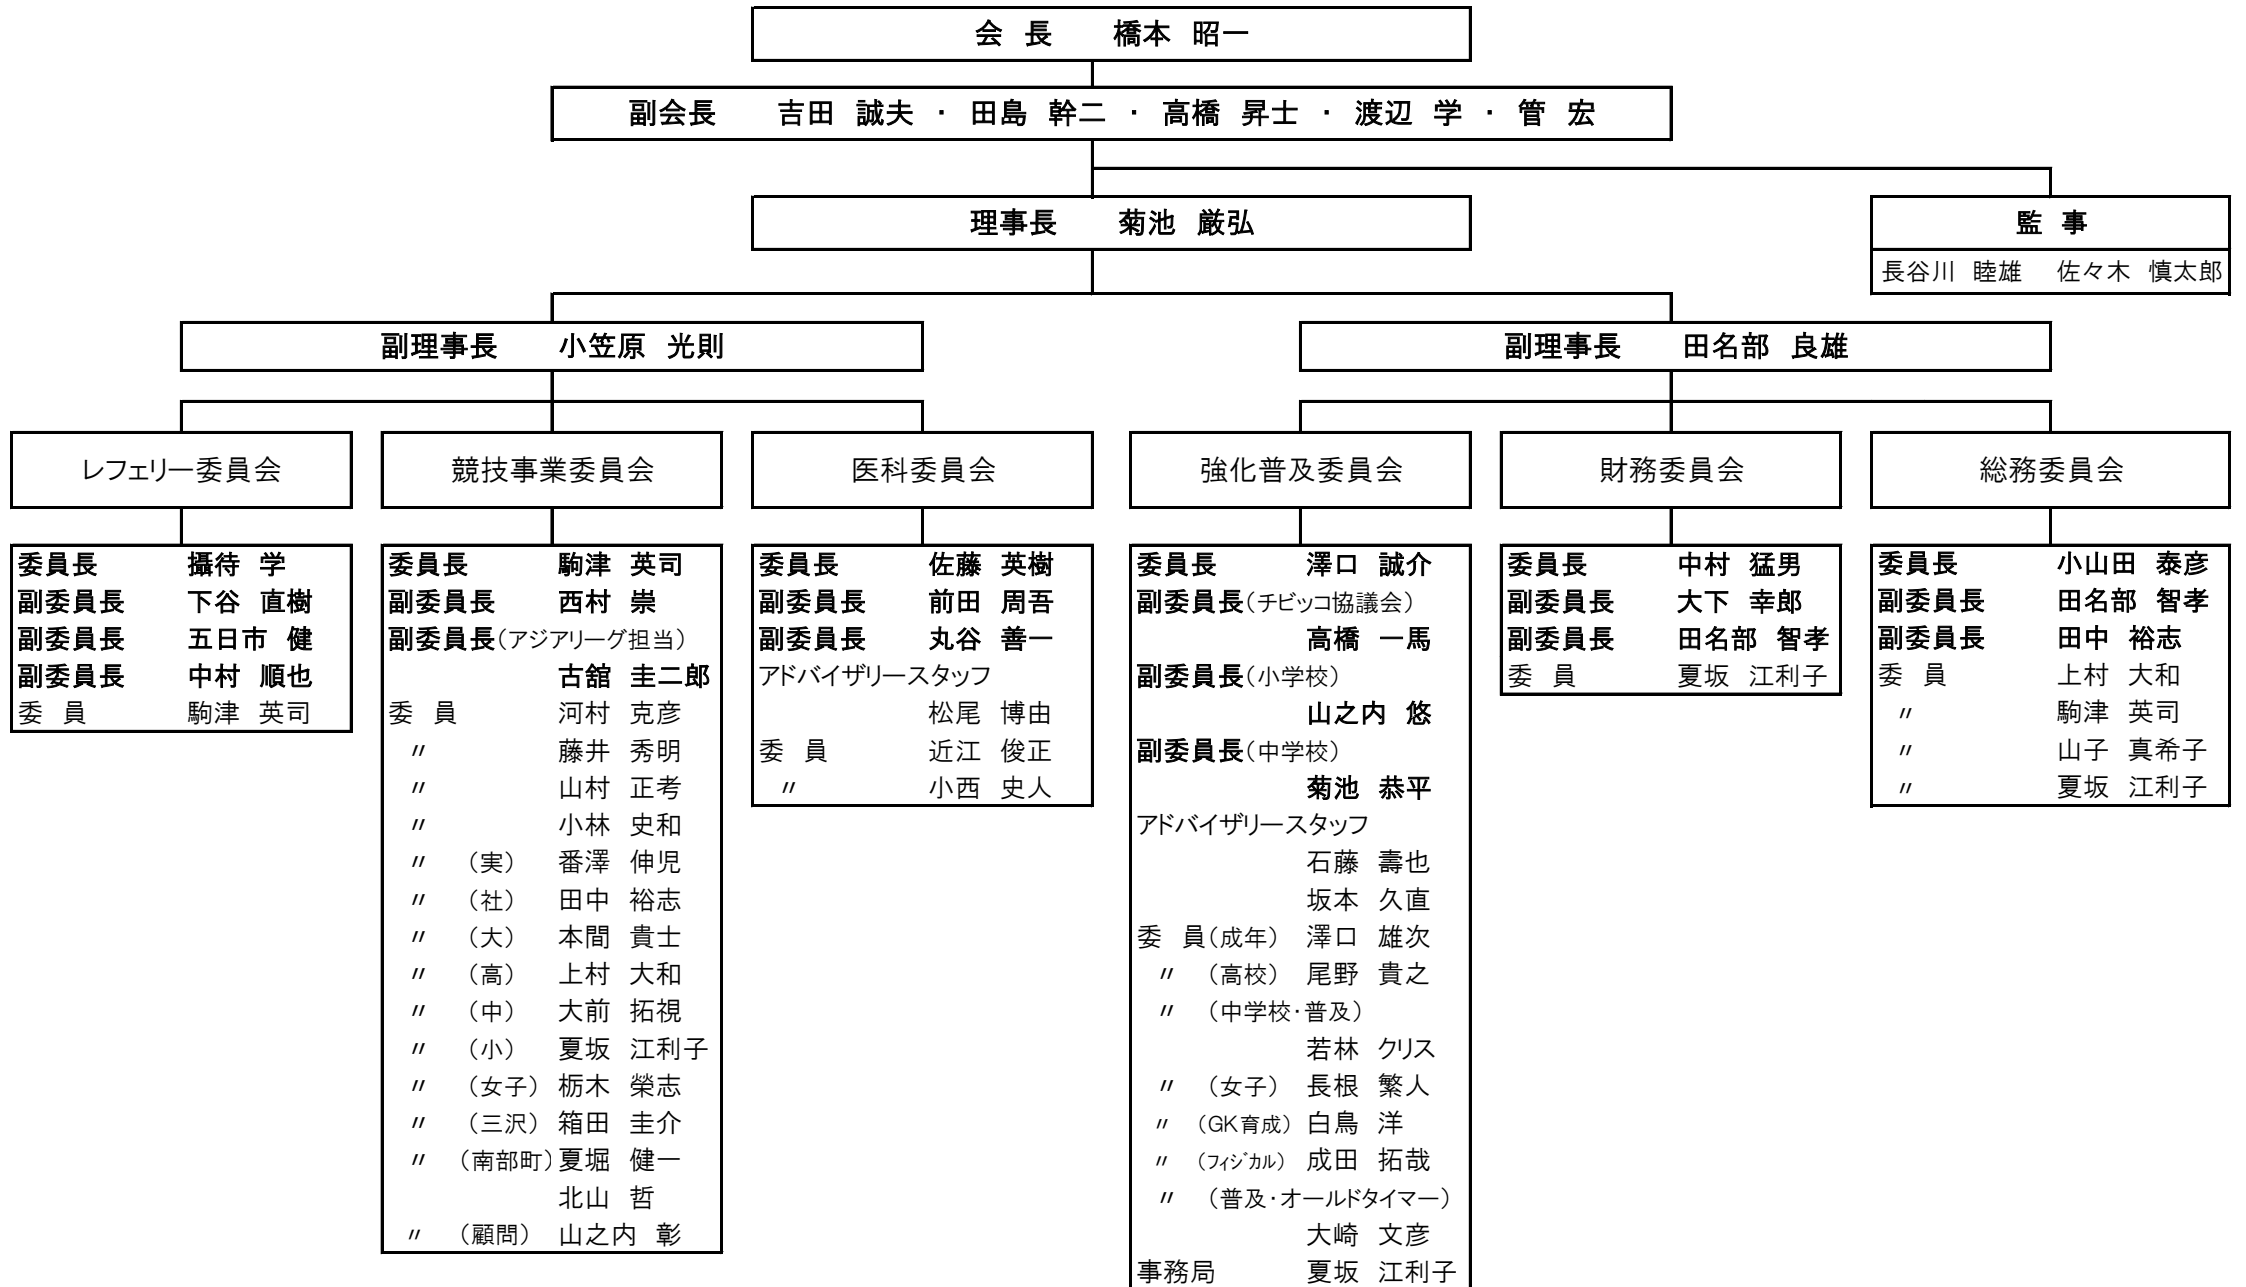 会 長 橋本 昭一
副会長 吉田 誠夫 ・ 田島 幹二 ・ 高橋 昇士 ・ 渡辺 学 ・ 管 宏
理事長 菊池 厳弘
監 事
長谷川 睦雄 佐々木 慎太郎
副理事長 小笠原 光則
副理事長 田名部 良雄
レフェリー委員会
委員長 攝待 学
副委員長 下谷 直樹
副委員長 五日市 健
副委員長 中村 順也
委 員 駒津 英司
競技事業委員会
委員長 駒津 英司
副委員長 西村 崇
副委員長(アジアリーグ担当)
古舘 圭二郎
委 員 河村 克彦
〃 藤井 秀明
〃 山村 正考
〃 小林 史和
〃 (実) 番澤 伸児
〃 (社) 田中 裕志
〃 (大) 本間 貴士
〃 (高) 上村 大和
〃 (中) 大前 拓視
〃 (小) 夏坂 江利子
〃 (女子) 栃木 榮志
〃 (三沢) 箱田 圭介
〃 (南部町) 夏堀 健一
北山 哲
〃 (顧問) 山之内 彰
医科委員会
委員長 佐藤 英樹
副委員長 前田 周吾
副委員長 丸谷 善一
アドバイザリースタッフ
松尾 博由
委 員 近江 俊正
〃 小西 史人
強化普及委員会
委員長 澤口 誠介
副委員長(チビッコ協議会)
高橋 一馬
副委員長(小学校)
山之内 悠
副委員長(中学校)
菊池 恭平
アドバイザリースタッフ
石藤 壽也
坂本 久直
委 員(成年) 澤口 雄次
〃 (高校) 尾野 貴之
〃 (中学校・普及)
若林 クリス
〃 (女子) 長根 繁人
〃 (GK育成) 白鳥 洋
〃 (フィジカル) 成田 拓哉
〃 (普及・オールドタイマー)
大崎 文彦
事務局 夏坂 江利子
財務委員会
委員長 中村 猛男
副委員長 大下 幸郎
副委員長 田名部 智孝
委 員 夏坂 江利子
総務委員会
委員長 小山田 泰彦
副委員長 田名部 智孝
副委員長 田中 裕志
委 員 上村 大和
〃 駒津 英司
〃 山子 真希子
〃 夏坂 江利子